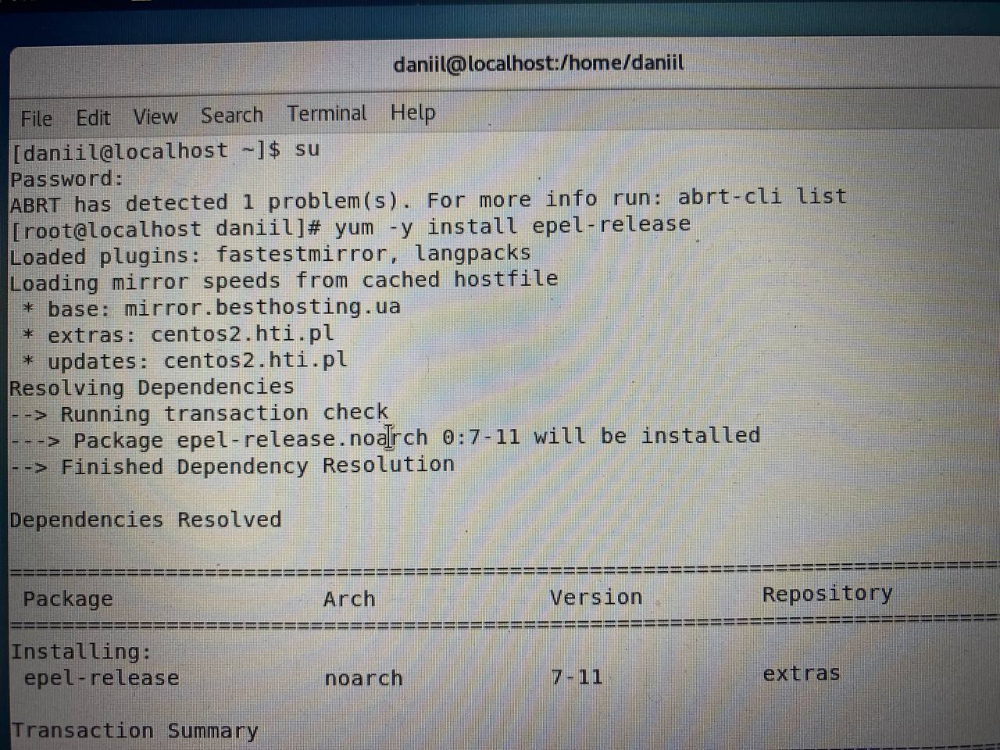 daniil@localhost:/home/daniil
File Edit View Search Terminal Help
[daniil@localhost ~]$ su
Password:
ABRT has detected 1 problem(s). For more info run: abrt-cli list
[root@localhost daniil]# yum -y install epel-release
Loaded plugins: fastestmirror, langpacks
Loading mirror speeds from cached hostfile
 * base: mirror.besthosting.ua
 * extras: centos2.hti.pl
 * updates: centos2.hti.pl
Resolving Dependencies
--> Running transaction check
---> Package epel-release.noarch 0:7-11 will be installed
--> Finished Dependency Resolution
Dependencies Resolved
================================================================================
 Package Arch Version Repository
================================================================================
Installing:
 epel-release noarch 7-11 extras
Transaction Summary